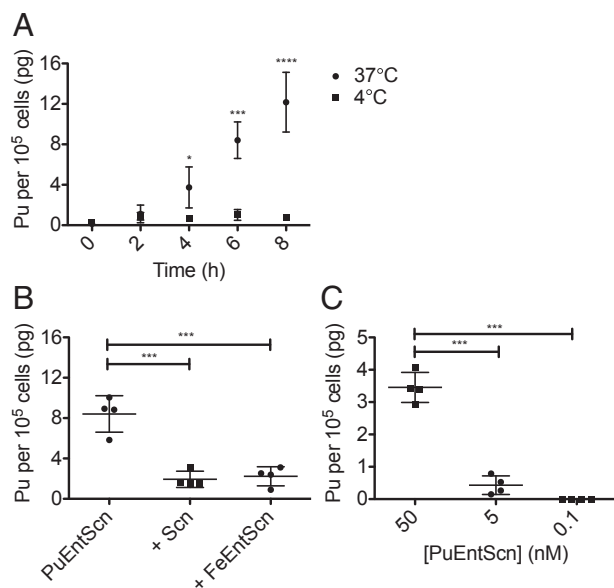 A
Pu per 10⁵ cells (pg)
16
12
8
4
0
* *** ****
37°C
4°C
0 2 4 6 8
Time (h)
B
Pu per 10⁵ cells (pg)
16
12
8
4
0
***
***
PuEntScn + Scn + FeEntScn
C
Pu per 10⁵ cells (pg)
5
4
3
2
1
0
***
***
50 5 0.1
[PuEntScn] (nM)